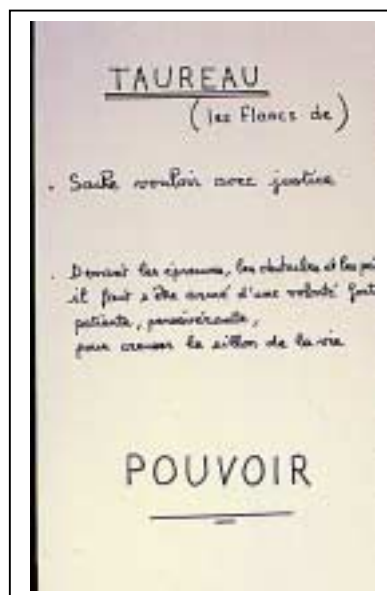 TAUREAU
(les Flancs de)
. Sache vouloir avec justice
. Devant les épreuves, les obstacles et les
il faut s'être armé d'une volonté
patiente, persévérante,
pour creuser le sillon de la vie
POUVOIR